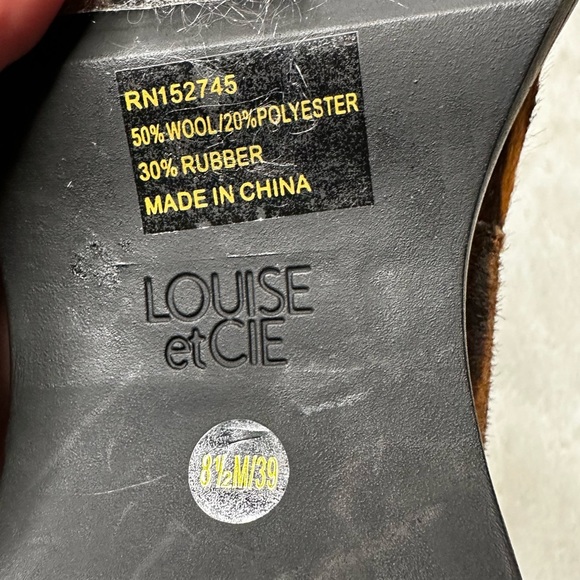 RN152745
50% WOOL/20%POLYESTER
30% RUBBER
MADE IN CHINA
LOUISE
et CIE
8½M/39